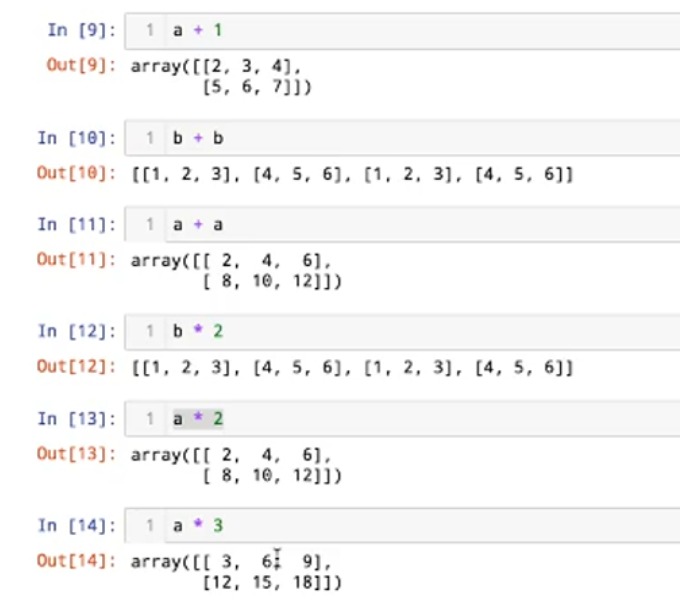 In [9]: 1 a + 1
Out[9]: array([[2, 3, 4],
[5, 6, 7]])
In [10]: 1 b + b
Out[10]: [[1, 2, 3], [4, 5, 6], [1, 2, 3], [4, 5, 6]]
In [11]: 1 a + a
Out[11]: array([[ 2, 4, 6],
[ 8, 10, 12]])
In [12]: 1 b * 2
Out[12]: [[1, 2, 3], [4, 5, 6], [1, 2, 3], [4, 5, 6]]
In [13]: 1 a * 2
Out[13]: array([[ 2, 4, 6],
[ 8, 10, 12]])
In [14]: 1 a * 3
Out[14]: array([[ 3, 6, 9],
[12, 15, 18]])